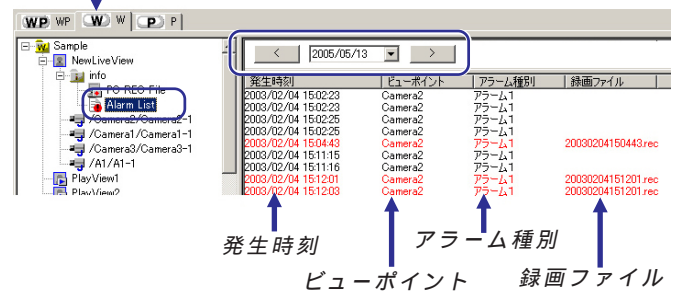 WP WP W W P P
Sample
NewLiveView
info
PC REC File
Alarm List
/Camera2/Camera2-1
/Camera1/Camera1-1
/Camera3/Camera3-1
/A1/A1-1
PlayView1
PlayView2
< 2005/05/13 >
発生時刻 ビューポイント アラーム種別 録画ファイル
2003/02/04 15:02:23 Camera2 アラーム1
2003/02/04 15:02:23 Camera2 アラーム1
2003/02/04 15:02:25 Camera2 アラーム1
2003/02/04 15:02:25 Camera2 アラーム1
2003/02/04 15:04:43 Camera2 アラーム1 20030204150443.rec
2003/02/04 15:11:15 Camera2 アラーム1
2003/02/04 15:11:16 Camera2 アラーム1
2003/02/04 15:12:01 Camera2 アラーム1 20030204151201.rec
2003/02/04 15:12:03 Camera2 アラーム1 20030204151201.rec
発生時刻
アラーム種別
ビューポイント
録画ファイル